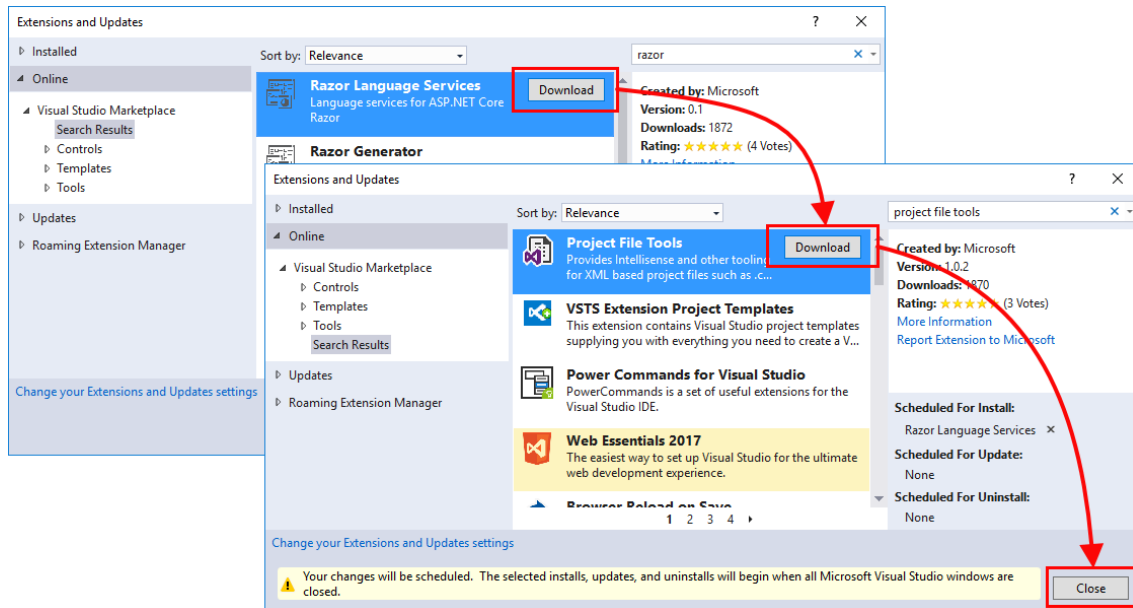 Extensions and Updates
?
Installed
Online
Visual Studio Marketplace
Search Results
Controls
Templates
Tools
Updates
Roaming Extension Manager
Change your Extensions and Updates settings
Sort by: Relevance
Razor Language Services
Download
Language services for ASP.NET Core
Razor
Razor Generator
razor
Created by: Microsoft
Version: 0.1
Downloads: 1872
Rating: (4 Votes)
More Information
Extensions and Updates
?
Installed
Online
Visual Studio Marketplace
Controls
Templates
Tools
Search Results
Updates
Roaming Extension Manager
Sort by: Relevance
Project File Tools
Download
Provides Intellisense and other tooling
for XML based project files such as .c...
VSTS Extension Project Templates
This extension contains Visual Studio project templates
supplying you with everything you need to create a V...
Power Commands for Visual Studio
PowerCommands is a set of useful extensions for the
Visual Studio IDE.
Web Essentials 2017
The easiest way to set up Visual Studio for the ultimate
web development experience.
Browser Reload on Save
1 2 3 4
project file tools
Created by: Microsoft
Version: 1.0.2
Downloads: 1870
Rating: (3 Votes)
More Information
Report Extension to Microsoft
Scheduled For Install:
Razor Language Services
Scheduled For Update:
None
Scheduled For Uninstall:
None
Change your Extensions and Updates settings
Your changes will be scheduled. The selected installs, updates, and uninstalls will begin when all Microsoft Visual Studio windows are
closed.
Close